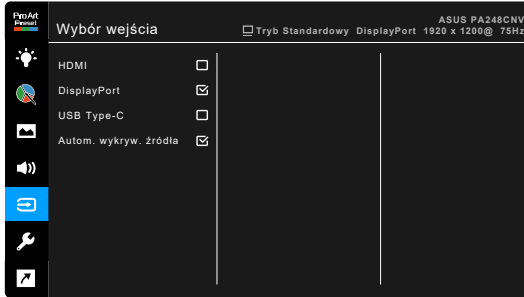 ProArt
Preset
Wybór wejścia
ASUS PA248CNV
Tryb Standardowy DisplayPort 1920 x 1200@ 75Hz
HDMI
DisplayPort
USB Type-C
Autom. wykryw. źródła